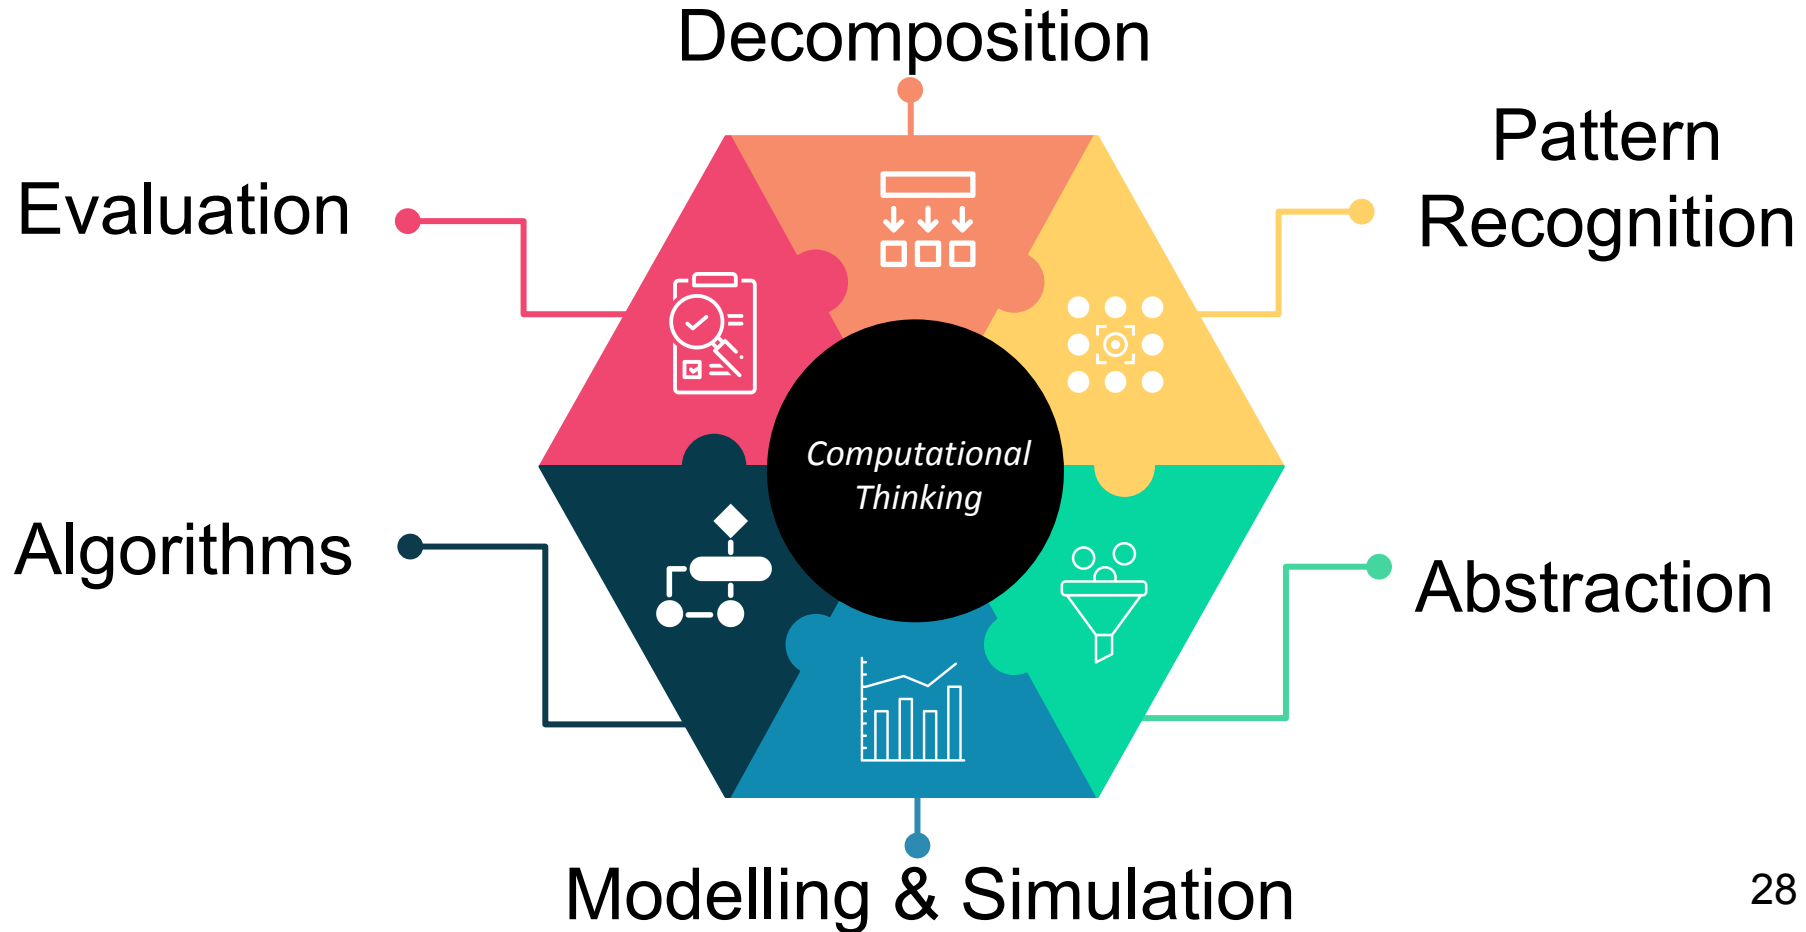 Decomposition
Pattern
Recognition
Evaluation
Computational
Thinking
Algorithms
Abstraction
Modelling & Simulation
28